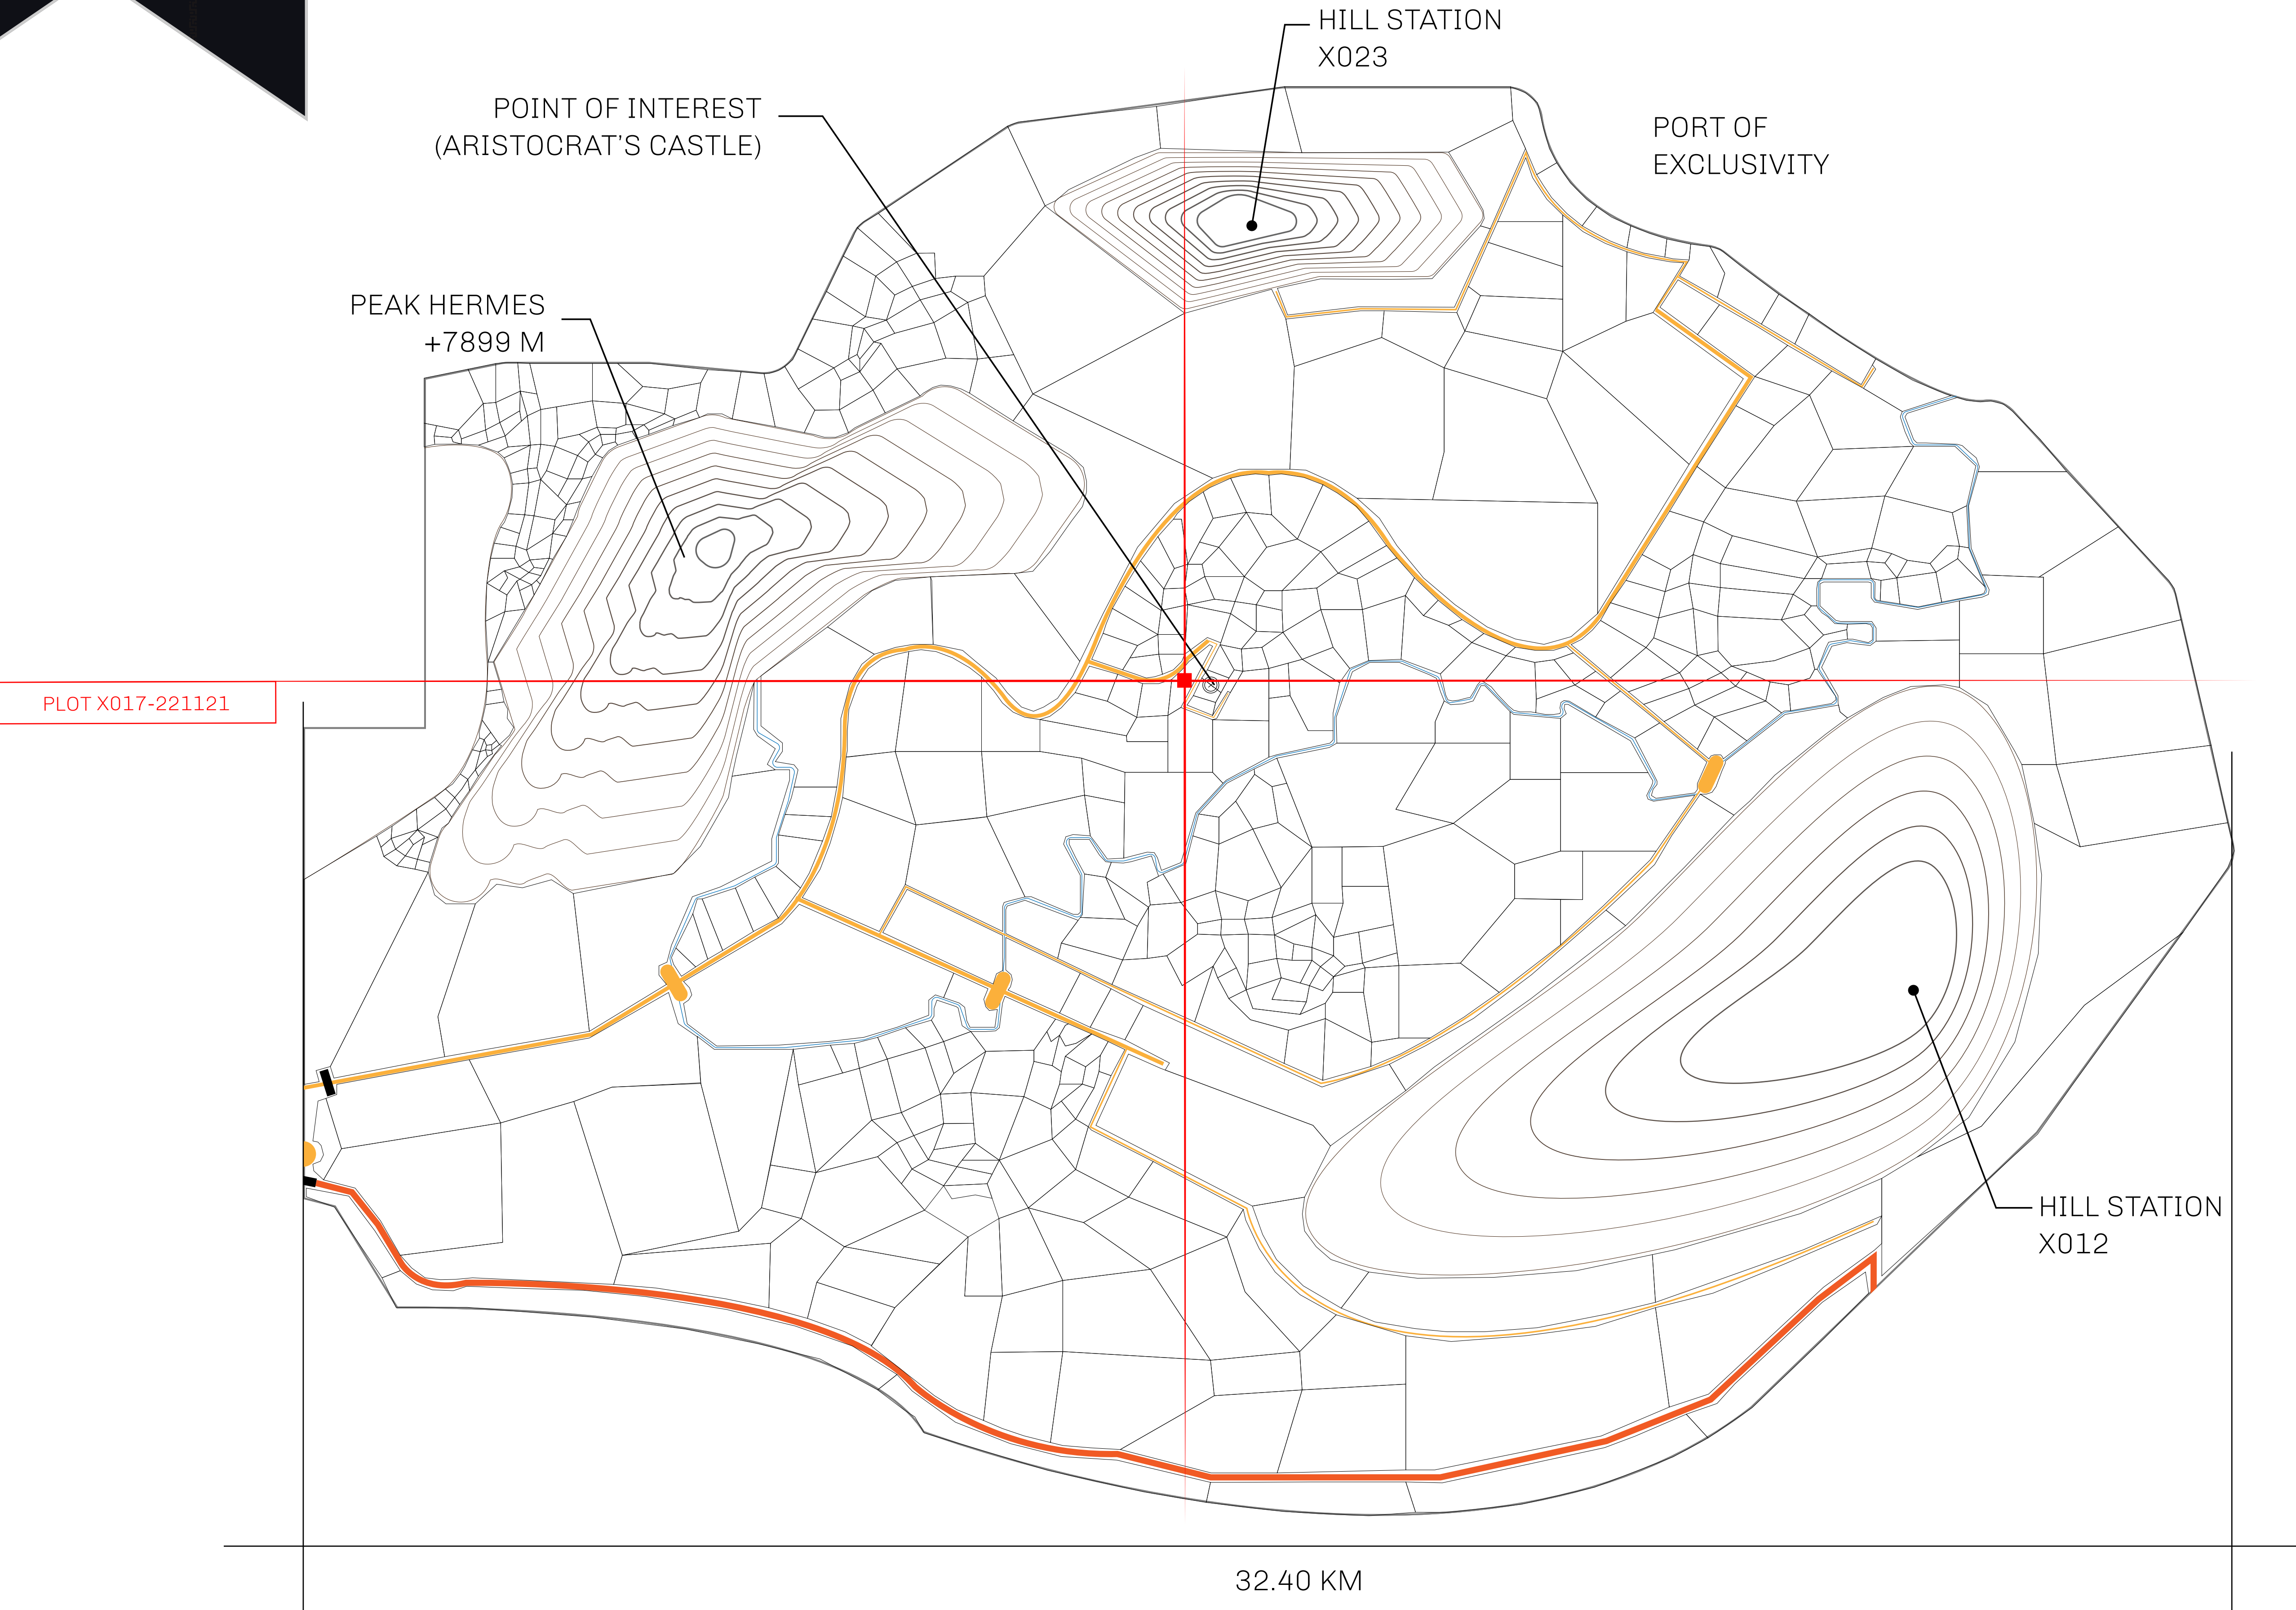 HILL STATION
X023
POINT OF INTEREST
(ARISTOCRAT'S CASTLE)
PORT OF
EXCLUSIVITY
PEAK HERMES
+7899 M
PLOT X017-221121
HILL STATION
X012
32.40 KM